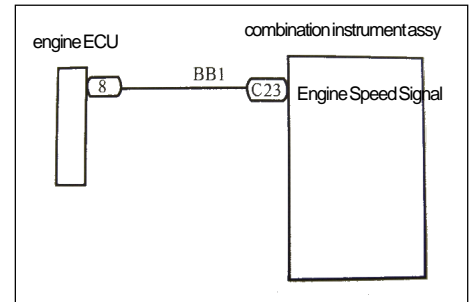 engine ECU
combination instrument assy
8
BB1
C23
Engine Speed Signal